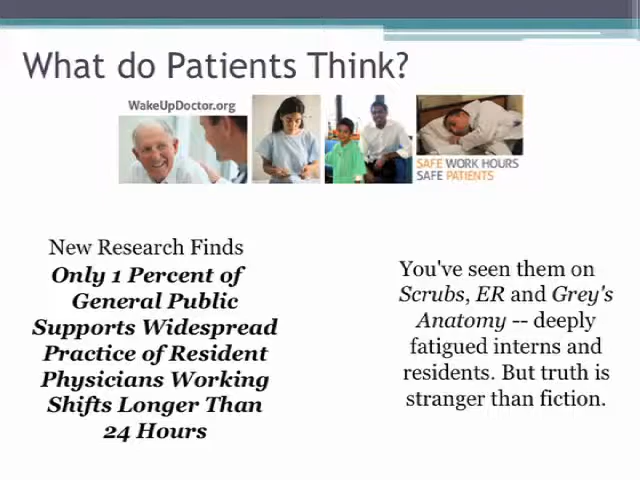 What do Patients Think?
WakeUpDoctor.org
SAFE WORK HOURS
SAFE PATIENTS
New Research Finds
Only 1 Percent of
General Public
Supports Widespread
Practice of Resident
Physicians Working
Shifts Longer Than
24 Hours
You've seen them on
Scrubs, ER and Grey's
Anatomy -- deeply
fatigued interns and
residents. But truth is
stranger than fiction.